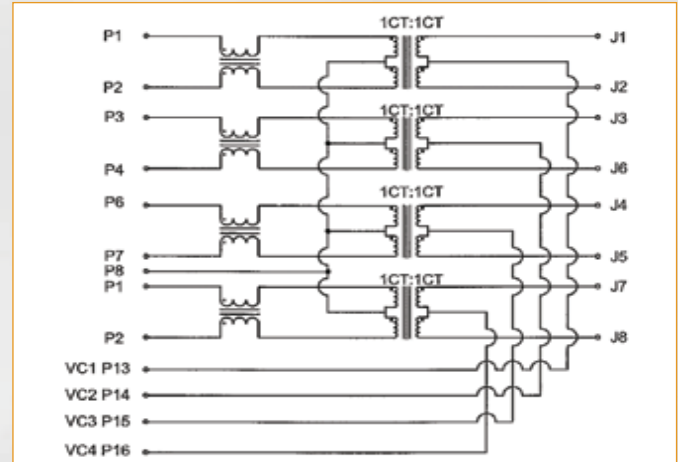 1CT:1CT
P1 J1
P2 J2
1CT:1CT
P3 J3
P4 J6
1CT:1CT
P6 J4
P7 J5
P8
1CT:1CT
P1 J7
P2 J8
VC1 P13
VC2 P14
VC3 P15
VC4 P16